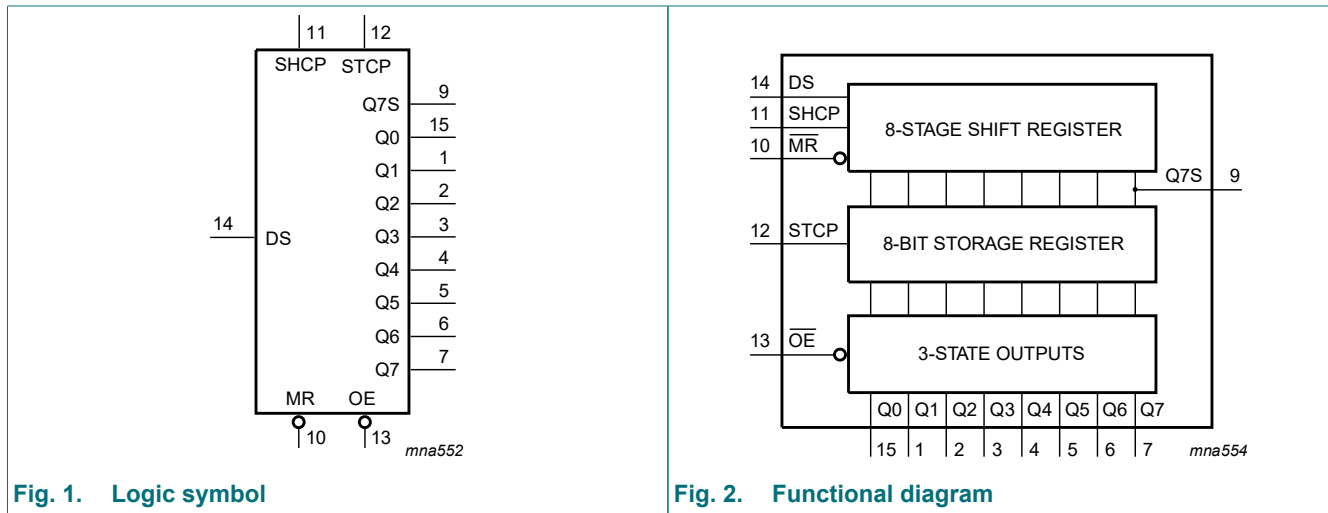 11 12
SHCP STCP
Q7S 9
Q0 15
Q1 1
Q2 2
14 DS
Q3 3
Q4 4
Q5 5
Q6 6
Q7 7
MR OE
10 13
mna552
Fig. 1. Logic symbol
14 DS
11 SHCP
8-STAGE SHIFT REGISTER
10 M̅R̅
Q7S 9
12 STCP
8-BIT STORAGE REGISTER
13 O̅E̅
3-STATE OUTPUTS
Q0 Q1 Q2 Q3 Q4 Q5 Q6 Q7
15 1 2 3 4 5 6 7
mna554
Fig. 2. Functional diagram